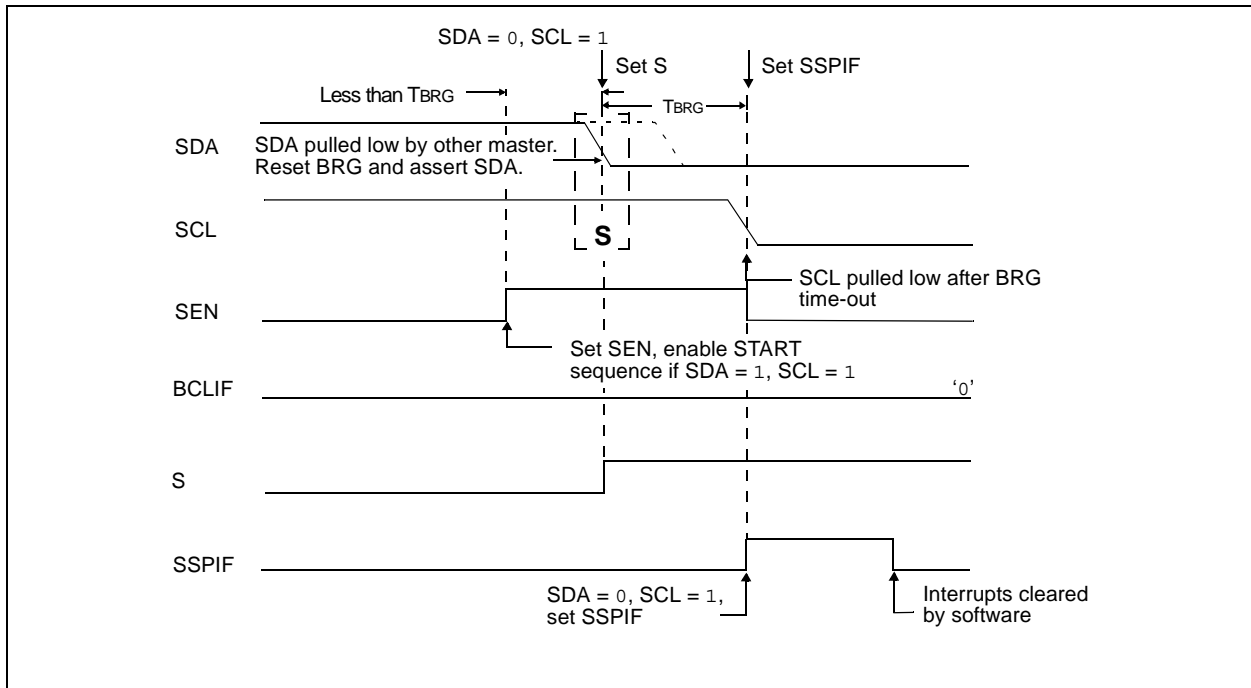 SDA = 0, SCL = 1
Set S
Set SSPIF
Less than TBRG
TBRG
SDA
SDA pulled low by other master.
Reset BRG and assert SDA.
SCL
S
SCL pulled low after BRG
time-out
SEN
Set SEN, enable START
sequence if SDA = 1, SCL = 1
BCLIF
‘0’
S
SSPIF
SDA = 0, SCL = 1,
set SSPIF
Interrupts cleared
by software